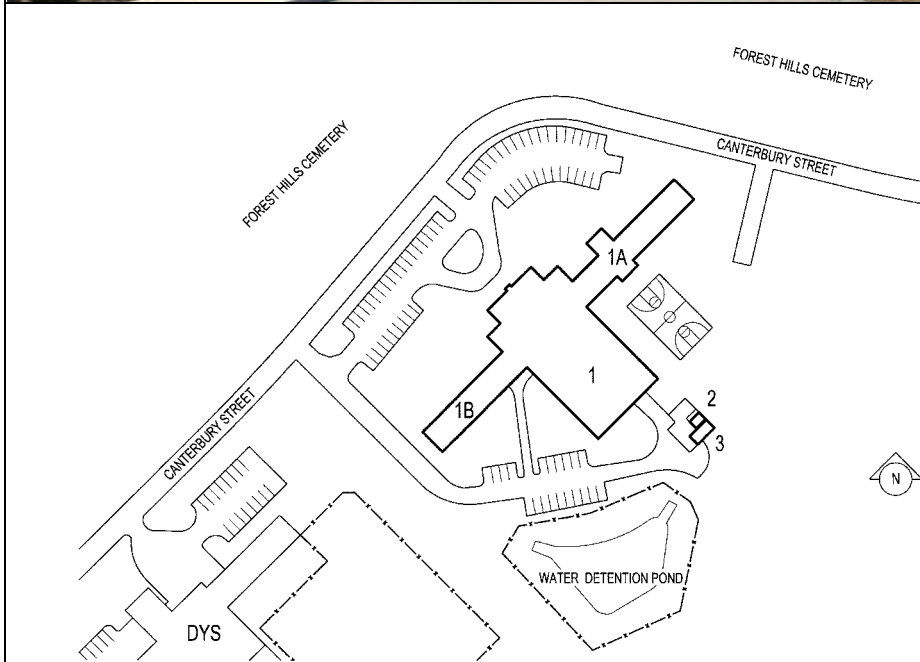 FOREST HILLS CEMETERY
FOREST HILLS CEMETERY
CANTERBURY STREET
1A
1
2
1B
3
CANTERBURY STREET
N
WATER DETENTION POND
DYS